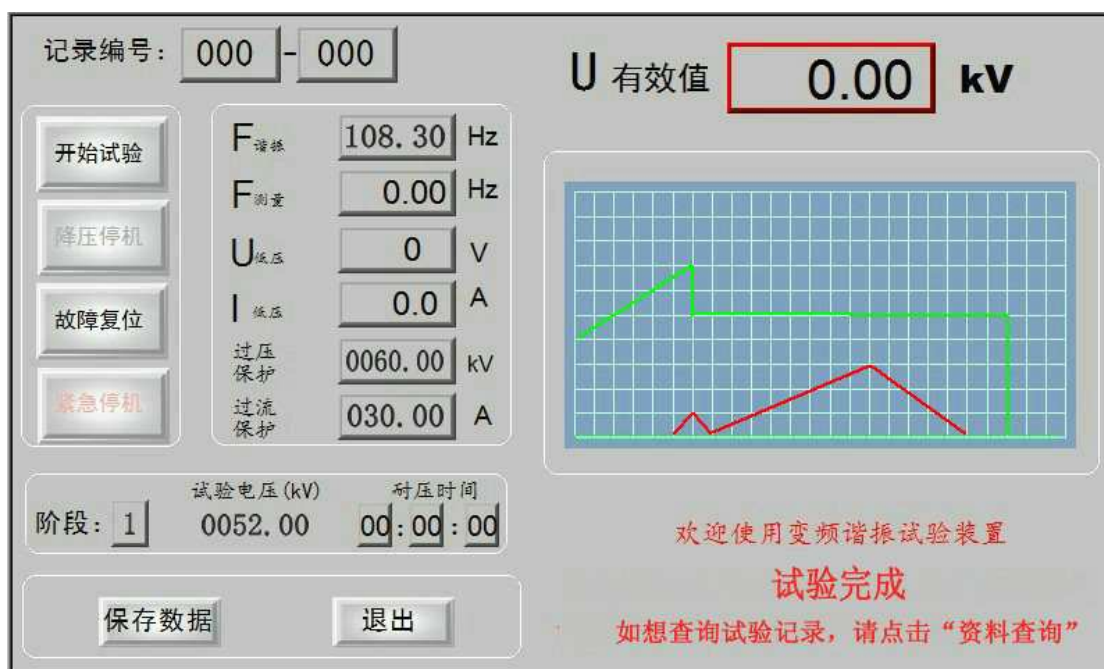 记录编号： 000 - 000
U 有效值 0.00 kV
开始试验
降压停机
故障复位
紧急停机
F谐振 108.30 Hz
F测量 0.00 Hz
U低压 0 V
I 低压 0.0 A
过压
保护 0060.00 kV
过流
保护 030.00 A
试验电压(kV) 耐压时间
阶段： 1 0052.00 00:00:00
欢迎使用变频谐振试验装置
试验完成
如想查询试验记录，请点击“资料查询”
保存数据 退出